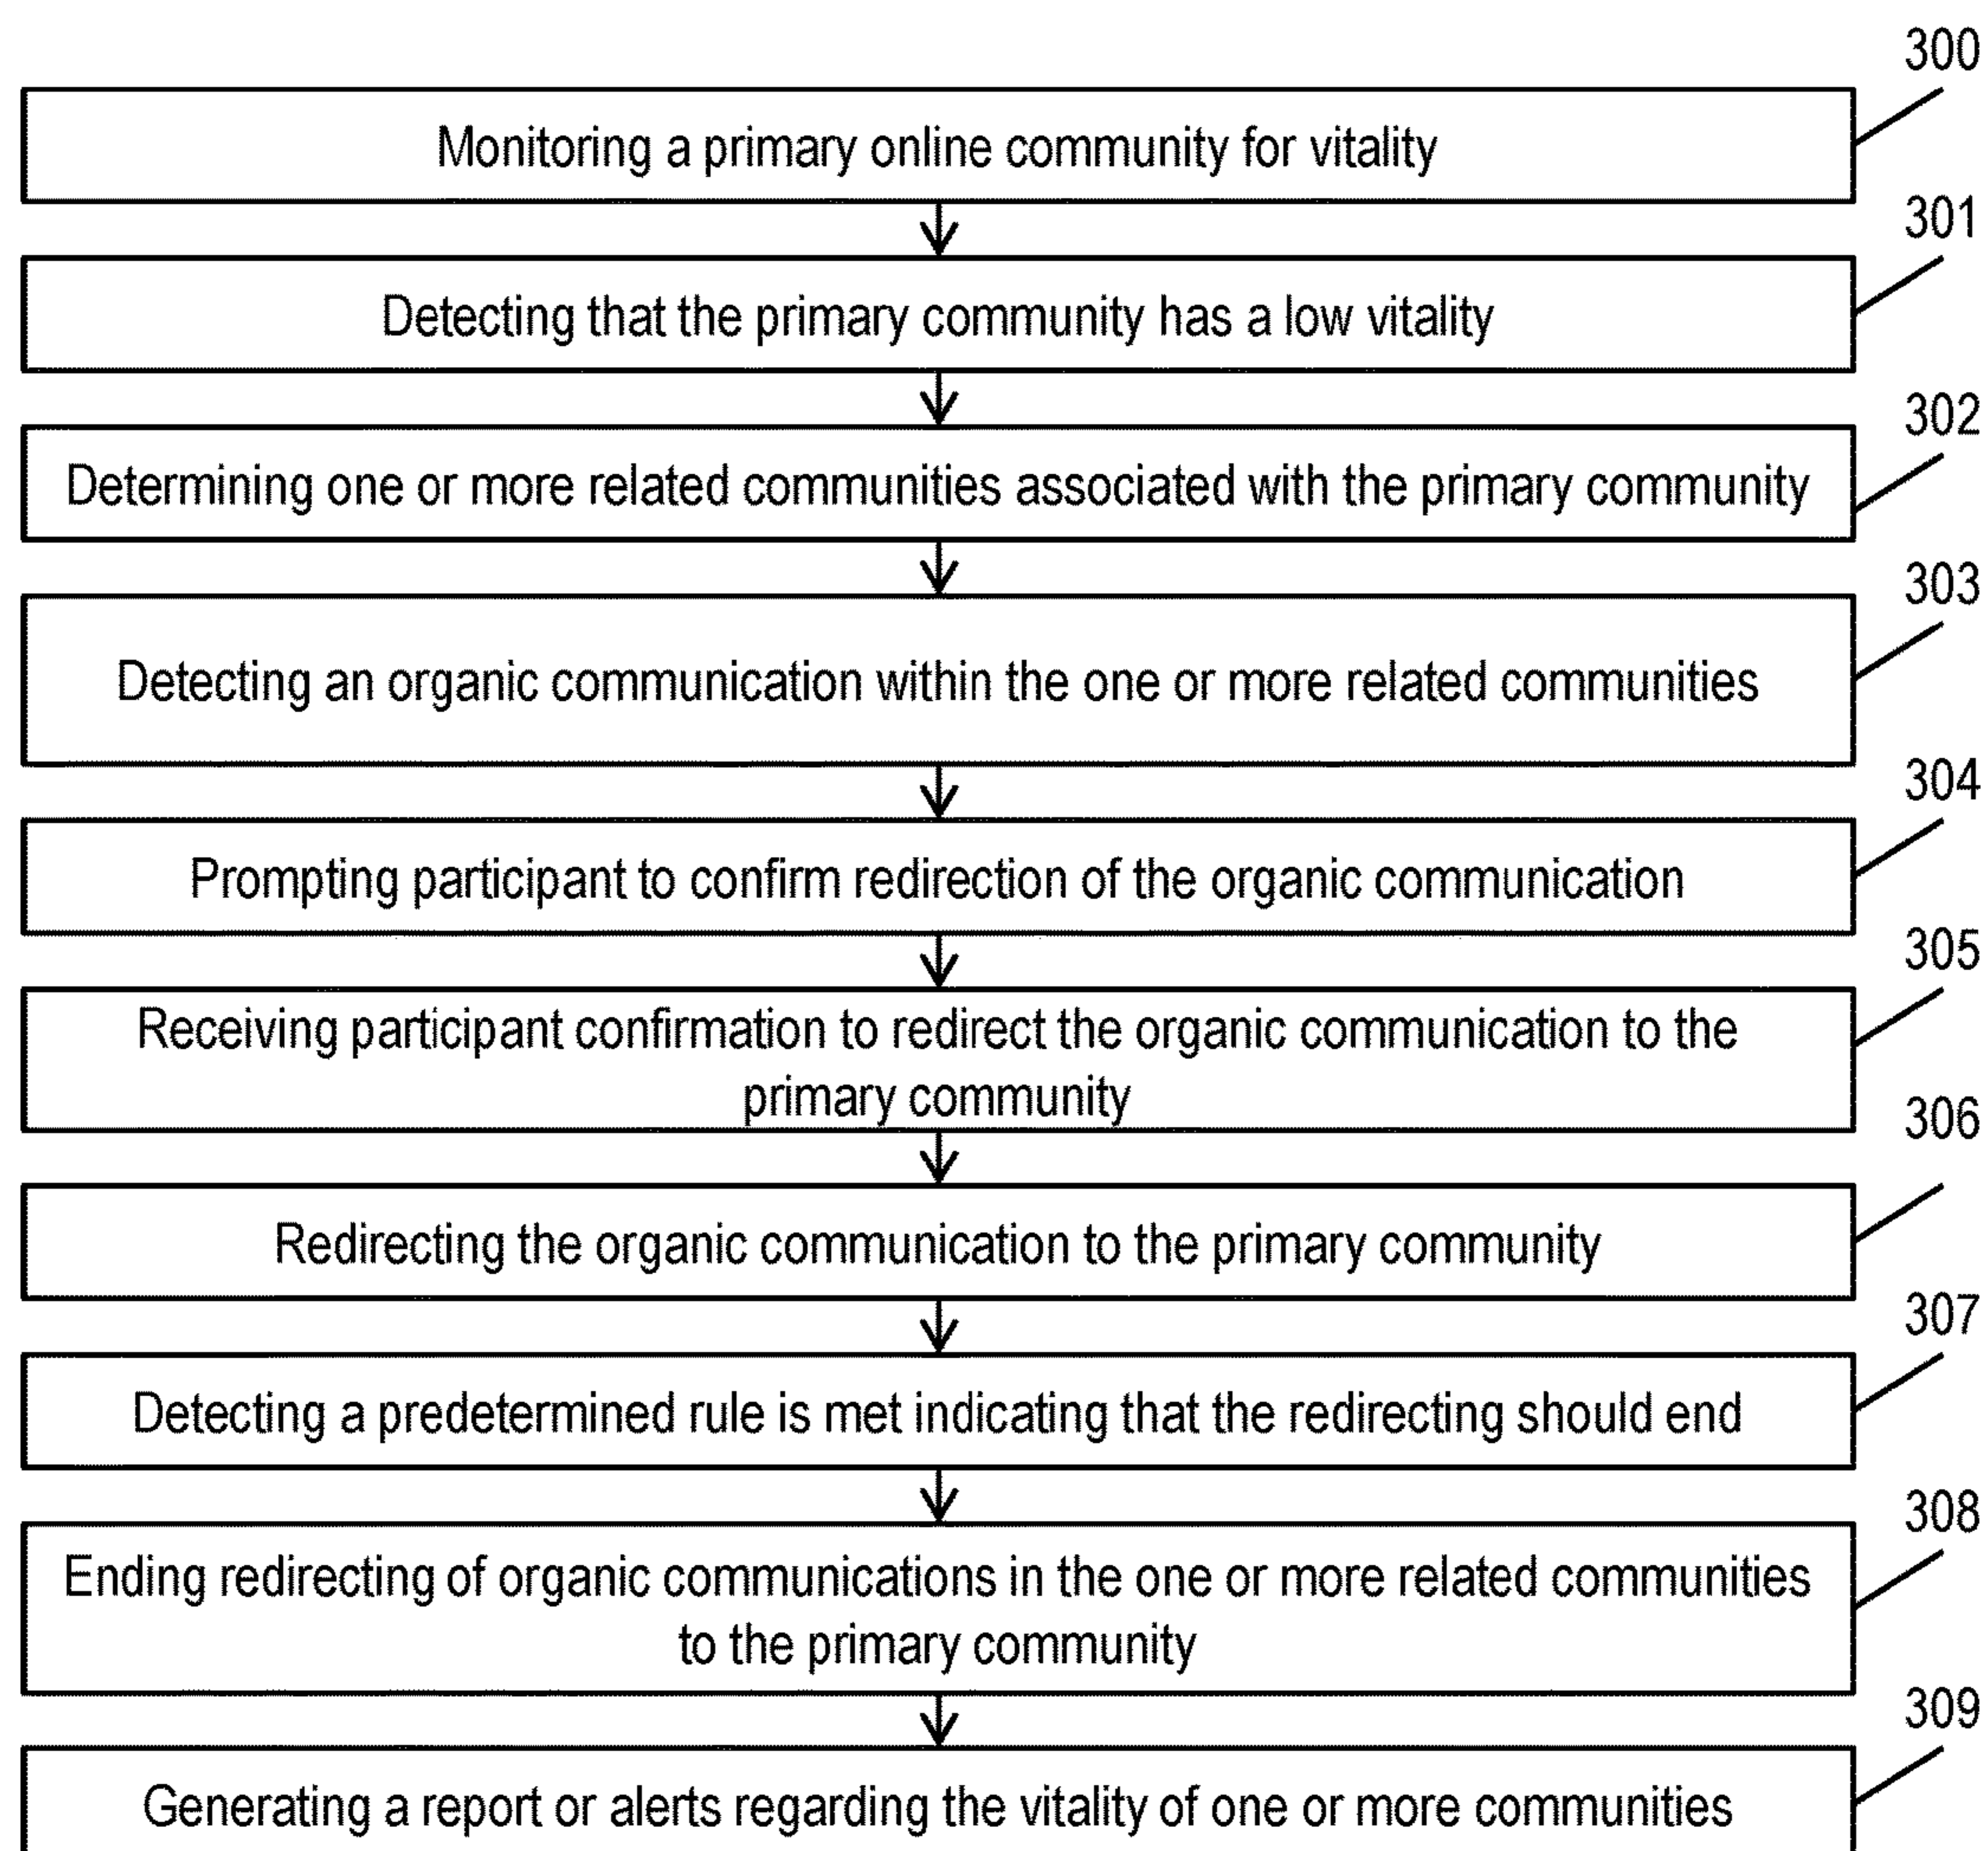 300
Monitoring a primary online community for vitality
301
Detecting that the primary community has a low vitality
302
Determining one or more related communities associated with the primary community
303
Detecting an organic communication within the one or more related communities
304
Prompting participant to confirm redirection of the organic communication
305
Receiving participant confirmation to redirect the organic communication to the
primary community
306
Redirecting the organic communication to the primary community
307
Detecting a predetermined rule is met indicating that the redirecting should end
308
Ending redirecting of organic communications in the one or more related communities
to the primary community
309
Generating a report or alerts regarding the vitality of one or more communities